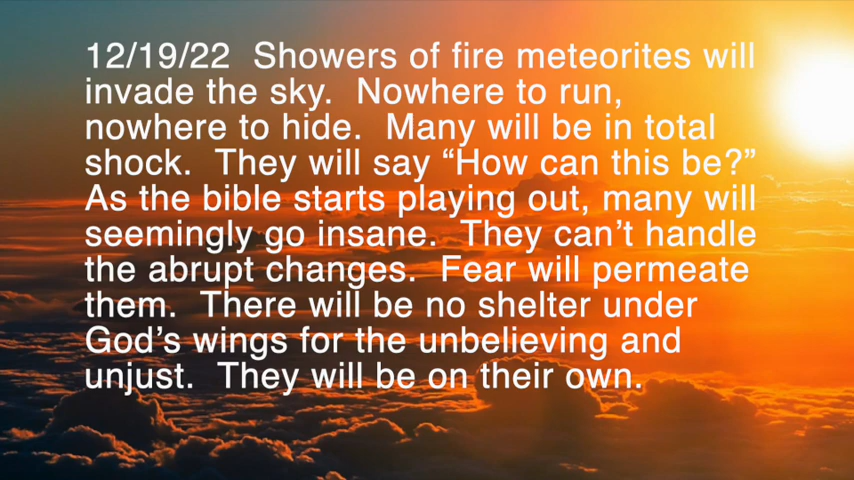 12/19/22  Showers of fire meteorites will
invade the sky.  Nowhere to run,
nowhere to hide.  Many will be in total
shock.  They will say “How can this be?”
As the bible starts playing out, many will
seemingly go insane.  They can’t handle
the abrupt changes.  Fear will permeate
them.  There will be no shelter under
God’s wings for the unbelieving and
unjust.  They will be on their own.